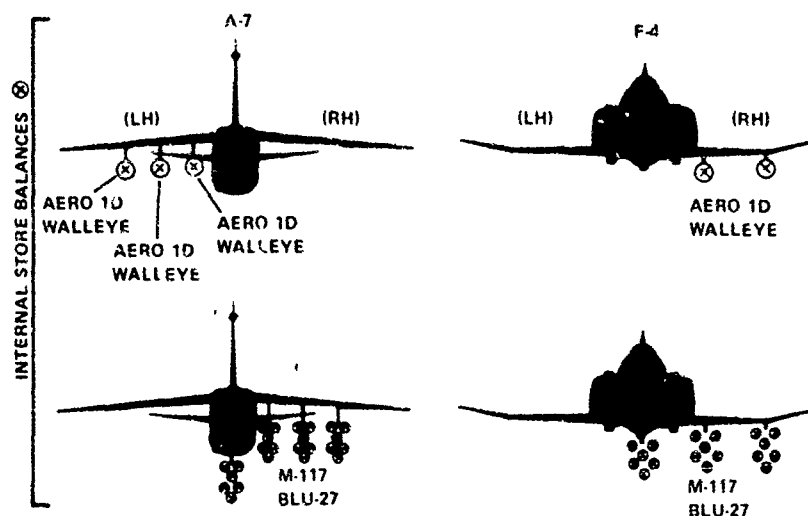 INTERNAL STORE BALANCES
A-7
F-4
(LH)
(RH)
(LH)
(RH)
AERO 1D
WALLEYE
AERO 1D
WALLEYE
AERO 1D
WALLEYE
AERO 1D
WALLEYE
M-117
BLU-27
M-117
BLU-27